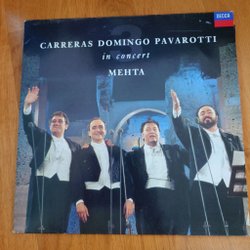 DECCA
CARRERAS DOMINGO PAVAROTTI
in concert
MEHTA